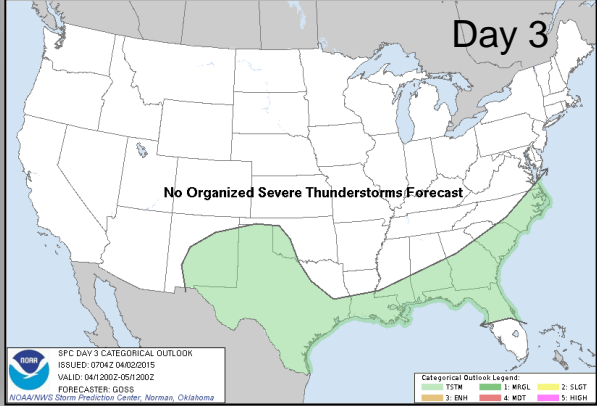 Day 3
No Organized Severe Thunderstorms Forecast
NOAA
SPC DAY 3 CATEGORICAL OUTLOOK
ISSUED: 0704Z 04/02/2015
VALID: 04/1200Z-05/1200Z
FORECASTER: GOSS
NOAA/NWS Storm Prediction Center, Norman, Oklahoma
Categorical Outlook Legend:
TSTM 1: MRGL 2: SLGT
3: ENH 4: MDT 5: HIGH